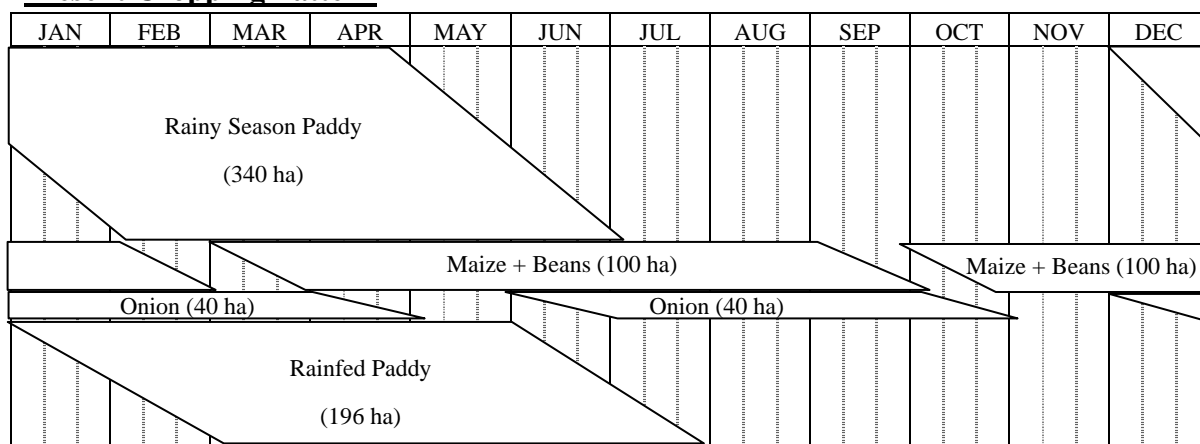 JAN FEB MAR APR MAY JUN JUL AUG SEP OCT NOV DEC
Rainy Season Paddy
(340 ha)
Maize + Beans (100 ha) Maize + Beans (100 ha)
Onion (40 ha) Onion (40 ha)
Rainfed Paddy
(196 ha)